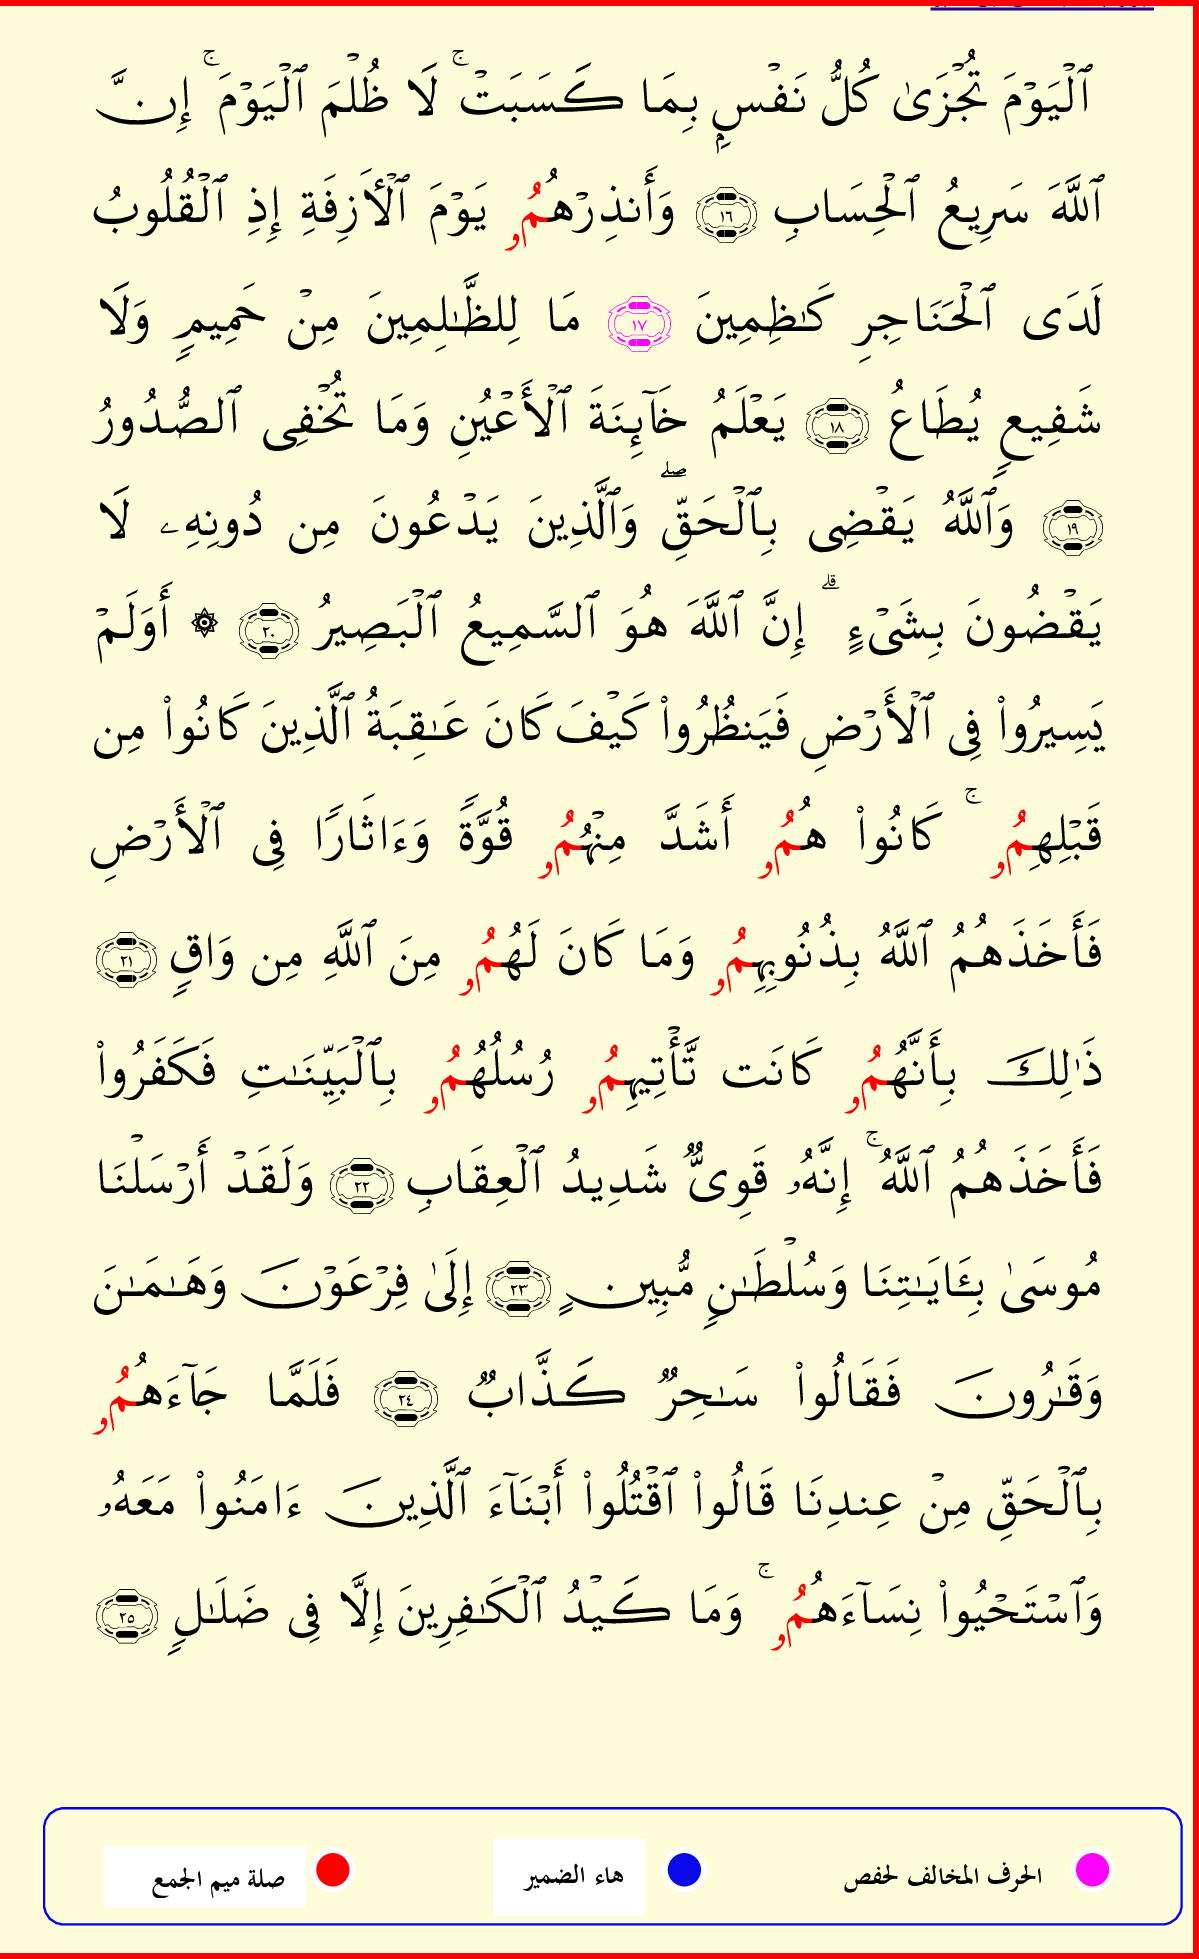 ٱلْيَوْمَ تُجْزَىٰ كُلُّ نَفْسٍۭ بِمَا كَسَبَتْ ۚ لَا ظُلْمَ ٱلْيَوْمَ ۚ إِنَّ
ٱللَّهَ سَرِيعُ ٱلْحِسَابِ ١٦ وَأَنذِرْهُمُۥ يَوْمَ ٱلْأَزِفَةِ إِذِ ٱلْقُلُوبُ
لَدَى ٱلْحَنَاجِرِ كَـٰظِمِينَ ١٧ مَا لِلظَّـٰلِمِينَ مِنْ حَمِيمٍ وَلَا
شَفِيعٍ يُطَاعُ ١٨ يَعْلَمُ خَآئِنَةَ ٱلْأَعْيُنِ وَمَا تُخْفِى ٱلصُّدُورُ
١٩ وَٱللَّهُ يَقْضِى بِٱلْحَقِّ ۖ وَٱلَّذِينَ يَدْعُونَ مِن دُونِهِۦ لَا
يَقْضُونَ بِشَىْءٍ ۗ إِنَّ ٱللَّهَ هُوَ ٱلسَّمِيعُ ٱلْبَصِيرُ ٢٠ ۞ أَوَلَمْ
يَسِيرُوا۟ فِى ٱلْأَرْضِ فَيَنظُرُوا۟ كَيْفَ كَانَ عَـٰقِبَةُ ٱلَّذِينَ كَانُوا۟ مِن
قَبْلِهِمُۥ ۚ كَانُوا۟ هُمُۥ أَشَدَّ مِنْهُمُۥ قُوَّةً وَءَاثَارًا فِى ٱلْأَرْضِ
فَأَخَذَهُمُ ٱللَّهُ بِذُنُوبِهِمُۥ وَمَا كَانَ لَهُمُۥ مِنَ ٱللَّهِ مِن وَاقٍ ٢١
ذَٰلِكَ بِأَنَّهُمُۥ كَانَت تَّأْتِيهِمُۥ رُسُلُهُمُۥ بِٱلْبَيِّنَـٰتِ فَكَفَرُوا۟
فَأَخَذَهُمُ ٱللَّهُ ۚ إِنَّهُۥ قَوِىٌّ شَدِيدُ ٱلْعِقَابِ ٢٢ وَلَقَدْ أَرْسَلْنَا
مُوسَىٰ بِـَٔايَـٰتِنَا وَسُلْطَـٰنٍ مُّبِينٍ ٢٣ إِلَىٰ فِرْعَوْنَ وَهَـٰمَـٰنَ
وَقَـٰرُونَ فَقَالُوا۟ سَـٰحِرٌ كَذَّابٌ ٢٤ فَلَمَّا جَآءَهُمُۥ
بِٱلْحَقِّ مِنْ عِندِنَا قَالُوا۟ ٱقْتُلُوا۟ أَبْنَآءَ ٱلَّذِينَ ءَامَنُوا۟ مَعَهُۥ
وَٱسْتَحْيُوا۟ نِسَآءَهُمُۥ ۚ وَمَا كَيْدُ ٱلْكَـٰفِرِينَ إِلَّا فِى ضَلَـٰلٍ ٢٥
الحرف المخالف لحفص هاء الضمير صلة ميم الجمع